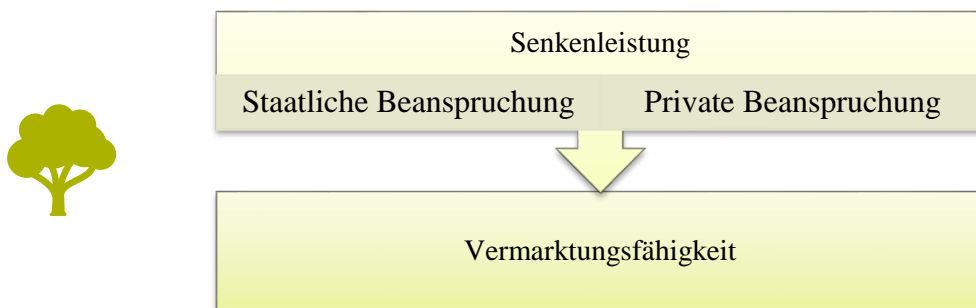 Senkenleistung
Staatliche Beanspruchung Private Beanspruchung
Vermarktungsfähigkeit